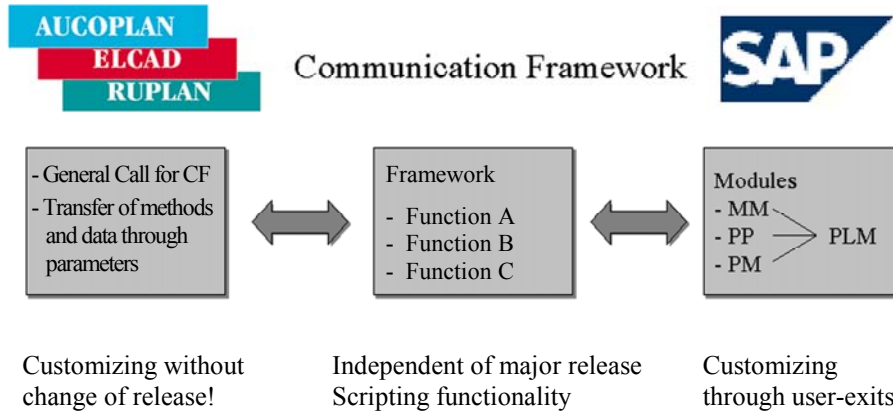 AUCOPLAN
ELCAD
RUPLAN
Communication Framework
SAP
- General Call for CF
- Transfer of methods
and data through
parameters
Framework
- Function A
- Function B
- Function C
Modules
- MM
- PP
- PM
PLM
Customizing without
change of release!
Independent of major release
Scripting functionality
Customizing
through user-exits